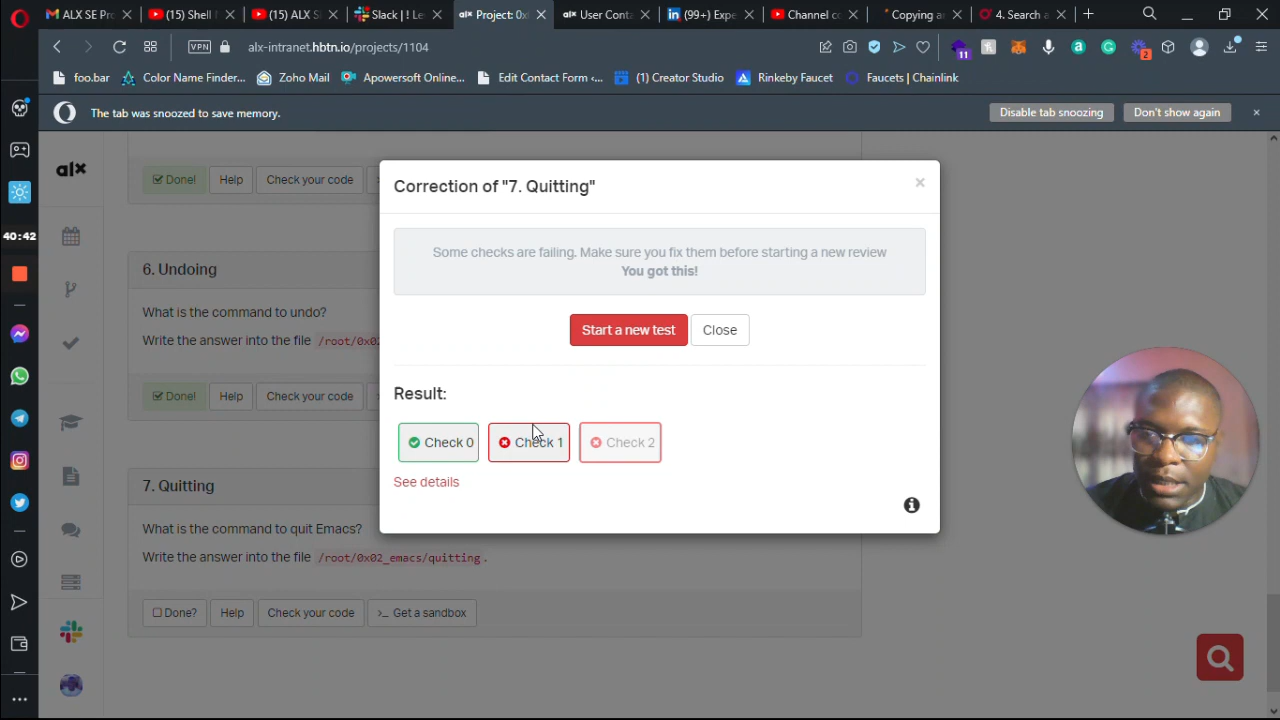 ALX SE Pr
(15) Shell
(15) ALX S
Slack | ! Le
Project: 0x
User Conta
(99+) Expe
Channel co
Copying a
4. Search a
VPN
alx-intranet.hbtn.io/projects/1104
11
2
foo.bar
Color Name Finder...
Zoho Mail
Apowersoft Online...
Edit Contact Form ‹...
(1) Creator Studio
Rinkeby Faucet
Faucets | Chainlink
The tab was snoozed to save memory.
Disable tab snoozing
Don't show again
alx
Done!
Help
Check your code
40:42
6. Undoing
What is the command to undo?
Write the answer into the file /root/0x02
Done!
Help
Check your code
7. Quitting
What is the command to quit Emacs?
Write the answer into the file /root/0x02_emacs/quitting.
Done?
Help
Check your code
>_ Get a sandbox
Correction of "7. Quitting"
×
Some checks are failing. Make sure you fix them before starting a new review
You got this!
Start a new test
Close
Result:
Check 0
Check 1
Check 2
See details